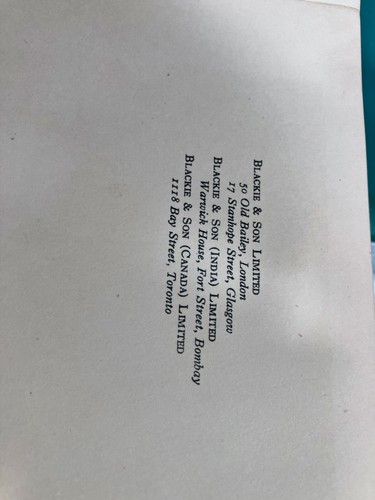 BLACKIE & SON LIMITED
50 Old Bailey, London
17 Stanhope Street, Glasgow
BLACKIE & SON (INDIA) LIMITED
Warwick House, Fort Street, Bombay
BLACKIE & SON (CANADA) LIMITED
1118 Bay Street, Toronto